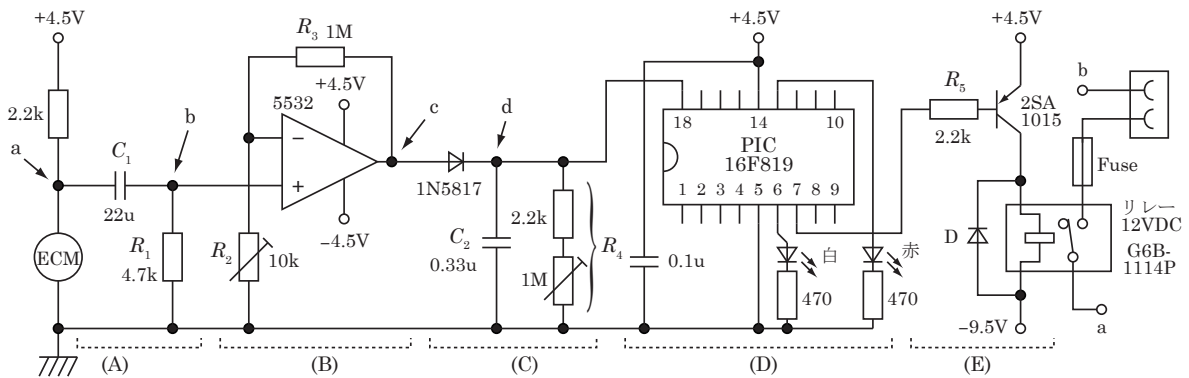 +4.5V
2.2k
a
ECM
C₁
22u
b
R₁
4.7k
R₃ 1M
5532
+4.5V
−
+
−4.5V
R₂
10k
c
d
1N5817
C₂
0.33u
2.2k
1M
R₄
+4.5V
0.1u
18
14
10
PIC
16F819
1 2 3 4 5 6 7 8 9
白
470
赤
470
+4.5V
R₅
2.2k
2SA
1015
b
Fuse
リレー
12VDC
G6B-
1114P
D
a
−9.5V
(A)
(B)
(C)
(D)
(E)